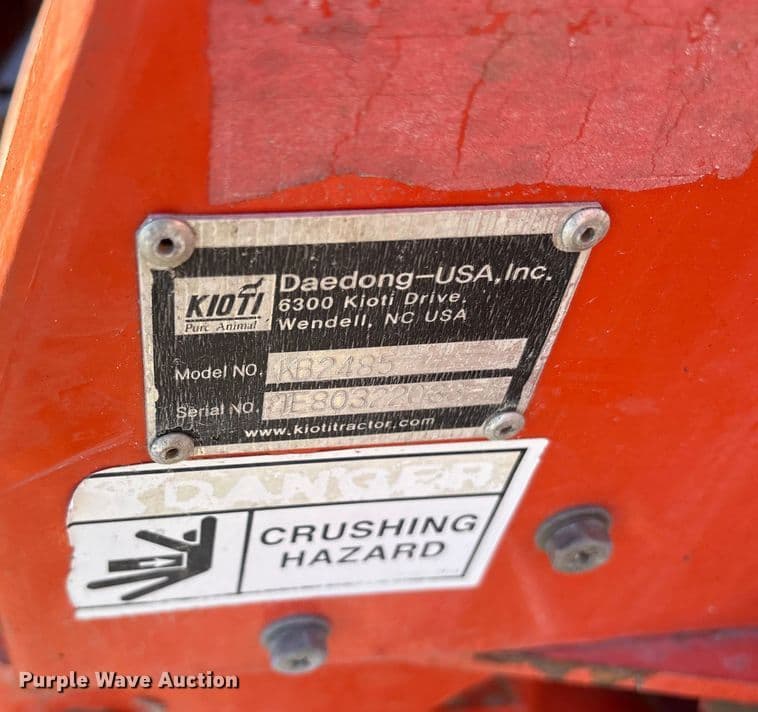 KIOTI
Pure Animal
Daedong-USA, Inc.
6300 Kioti Drive.
Wendell, NC USA
Model NO. KB2485
Serial NO.
www.kiotitractor.com
DANGER
CRUSHING
HAZARD
Purple Wave Auction